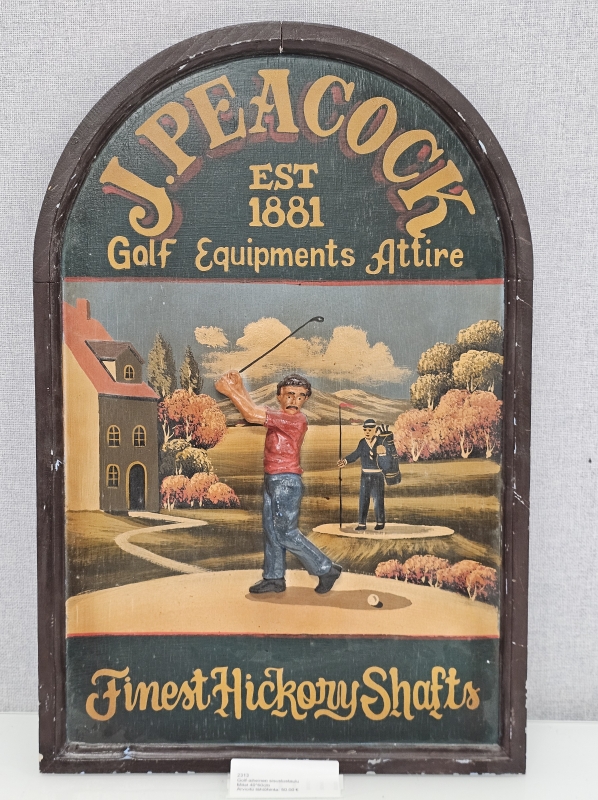 J. PEACOCK
EST
1881
Golf Equipments Attire
Finest Hickory Shafts